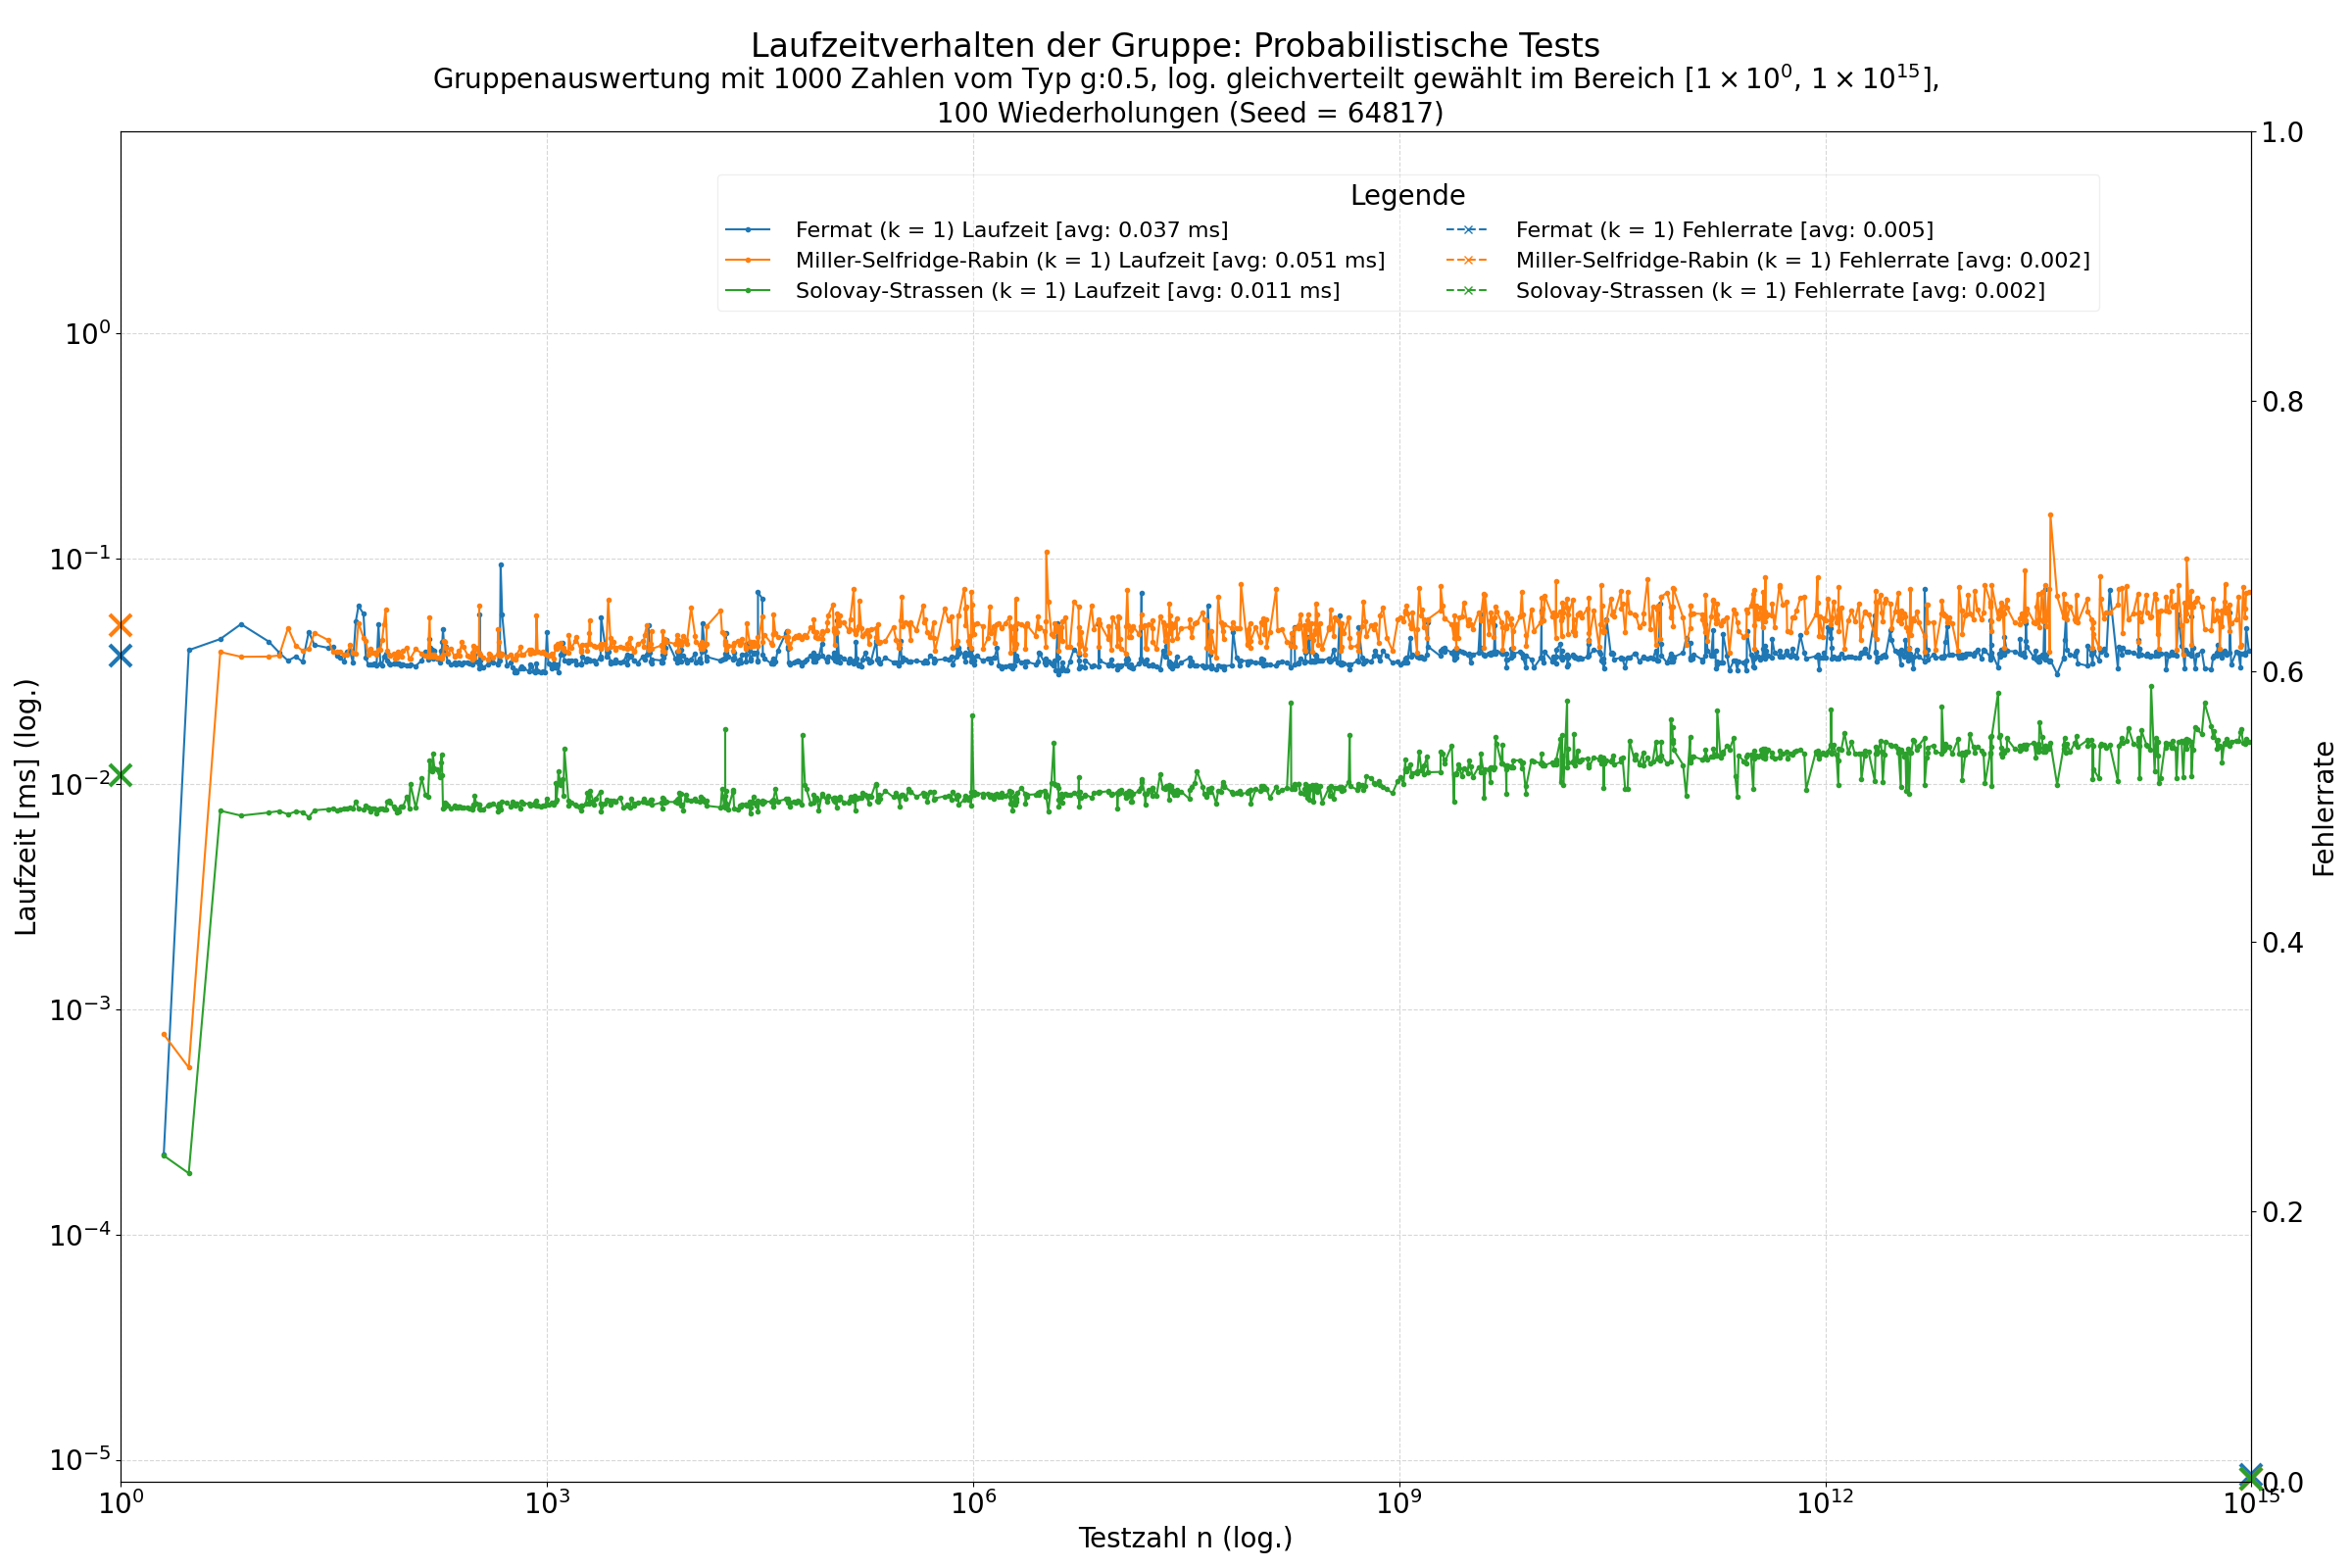 Laufzeitverhalten der Gruppe: Probabilistische Tests
Gruppenauswertung mit 1000 Zahlen vom Typ g:0.5, log. gleichverteilt gewählt im Bereich [1 × 10⁰, 1 × 10¹⁵],
100 Wiederholungen (Seed = 64817)
Legende
Fermat (k = 1) Laufzeit [avg: 0.037 ms]
Miller-Selfridge-Rabin (k = 1) Laufzeit [avg: 0.051 ms]
Solovay-Strassen (k = 1) Laufzeit [avg: 0.011 ms]
Fermat (k = 1) Fehlerrate [avg: 0.005]
Miller-Selfridge-Rabin (k = 1) Fehlerrate [avg: 0.002]
Solovay-Strassen (k = 1) Fehlerrate [avg: 0.002]
Laufzeit [ms] (log.)
10⁰
10⁻¹
10⁻²
10⁻³
10⁻⁴
10⁻⁵
1.0
0.8
0.6
0.4
0.2
0.0
Fehlerrate
10⁰
10³
10⁶
10⁹
10¹²
10¹⁵
Testzahl n (log.)